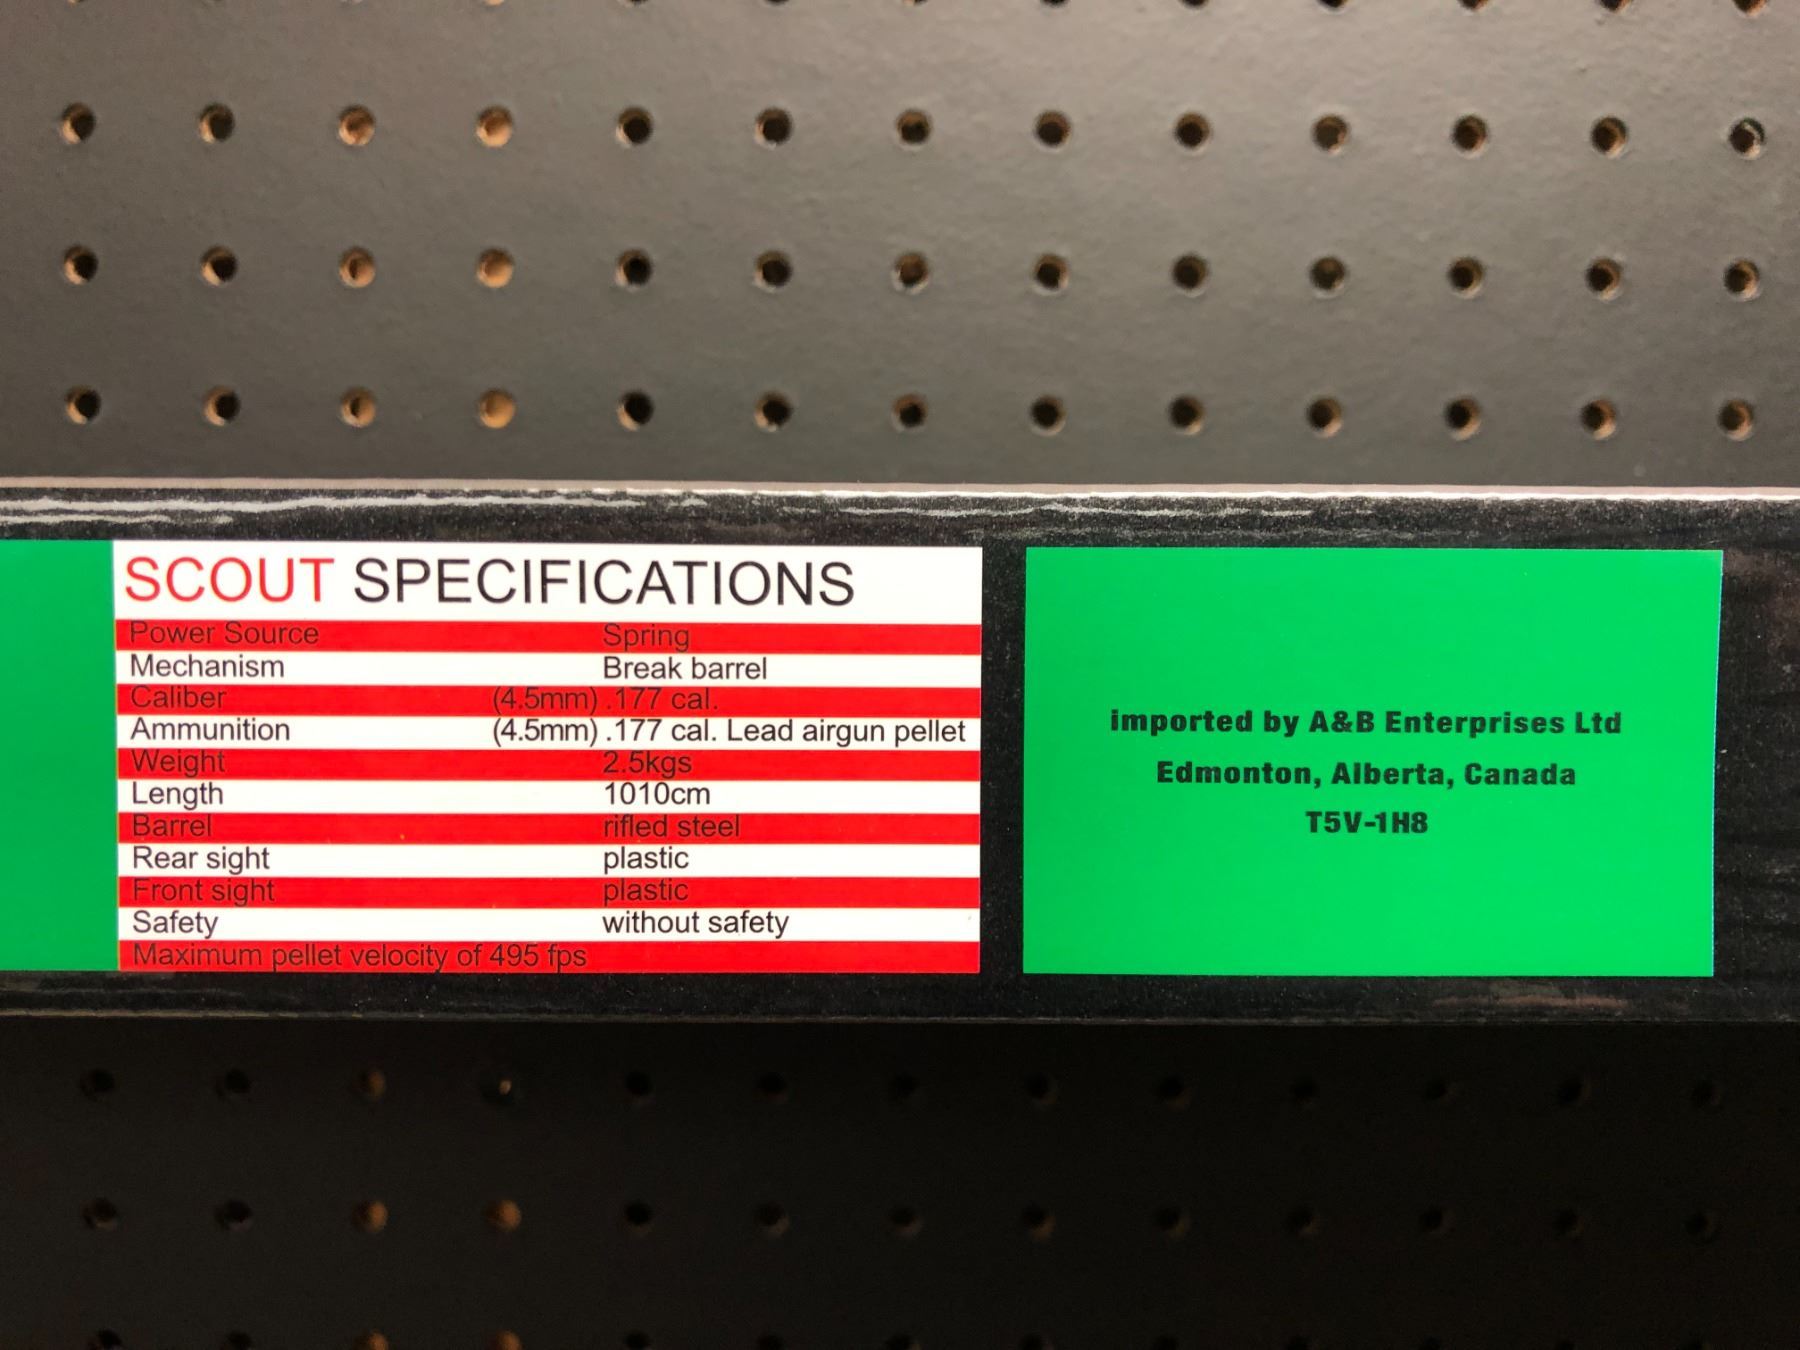 SCOUT SPECIFICATIONS
Power Source Spring
Mechanism Break barrel
Caliber (4.5mm) .177 cal.
Ammunition (4.5mm) .177 cal. Lead airgun pellet
Weight 2.5kgs
Length 1010cm
Barrel rifled steel
Rear sight plastic
Front sight plastic
Safety without safety
Maximum pellet velocity of 495 fps
imported by A&B Enterprises Ltd
Edmonton, Alberta, Canada
T5V-1H8